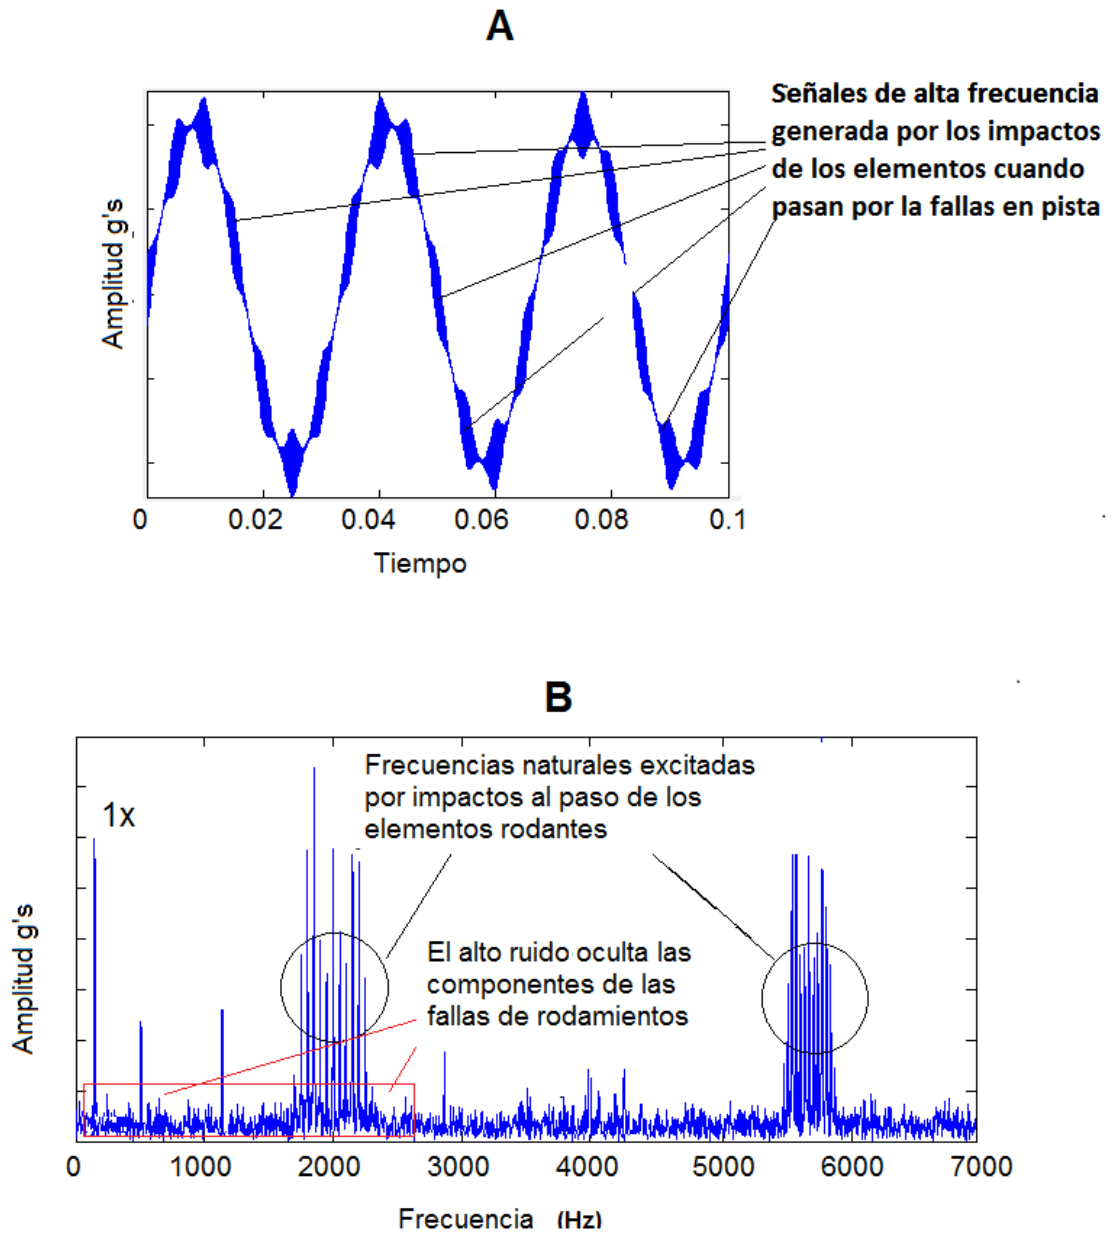 A
Señales de alta frecuencia
generada por los impactos
de los elementos cuando
pasan por la fallas en pista
Amplitud g's
0 0.02 0.04 0.06 0.08 0.1
Tiempo
B
Frecuencias naturales excitadas
por impactos al paso de los
elementos rodantes
1x
El alto ruido oculta las
componentes de las
fallas de rodamientos
Amplitud g's
0 1000 2000 3000 4000 5000 6000 7000
Frecuencia (Hz)